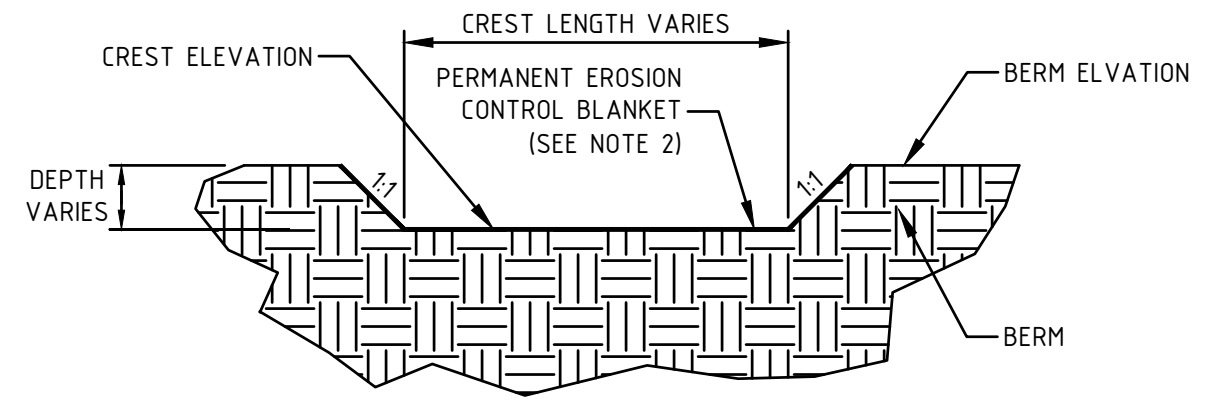 CREST LENGTH VARIES
CREST ELEVATION
PERMANENT EROSION
CONTROL BLANKET
(SEE NOTE 2)
BERM ELVATION
DEPTH
VARIES
1:1
1:1
BERM